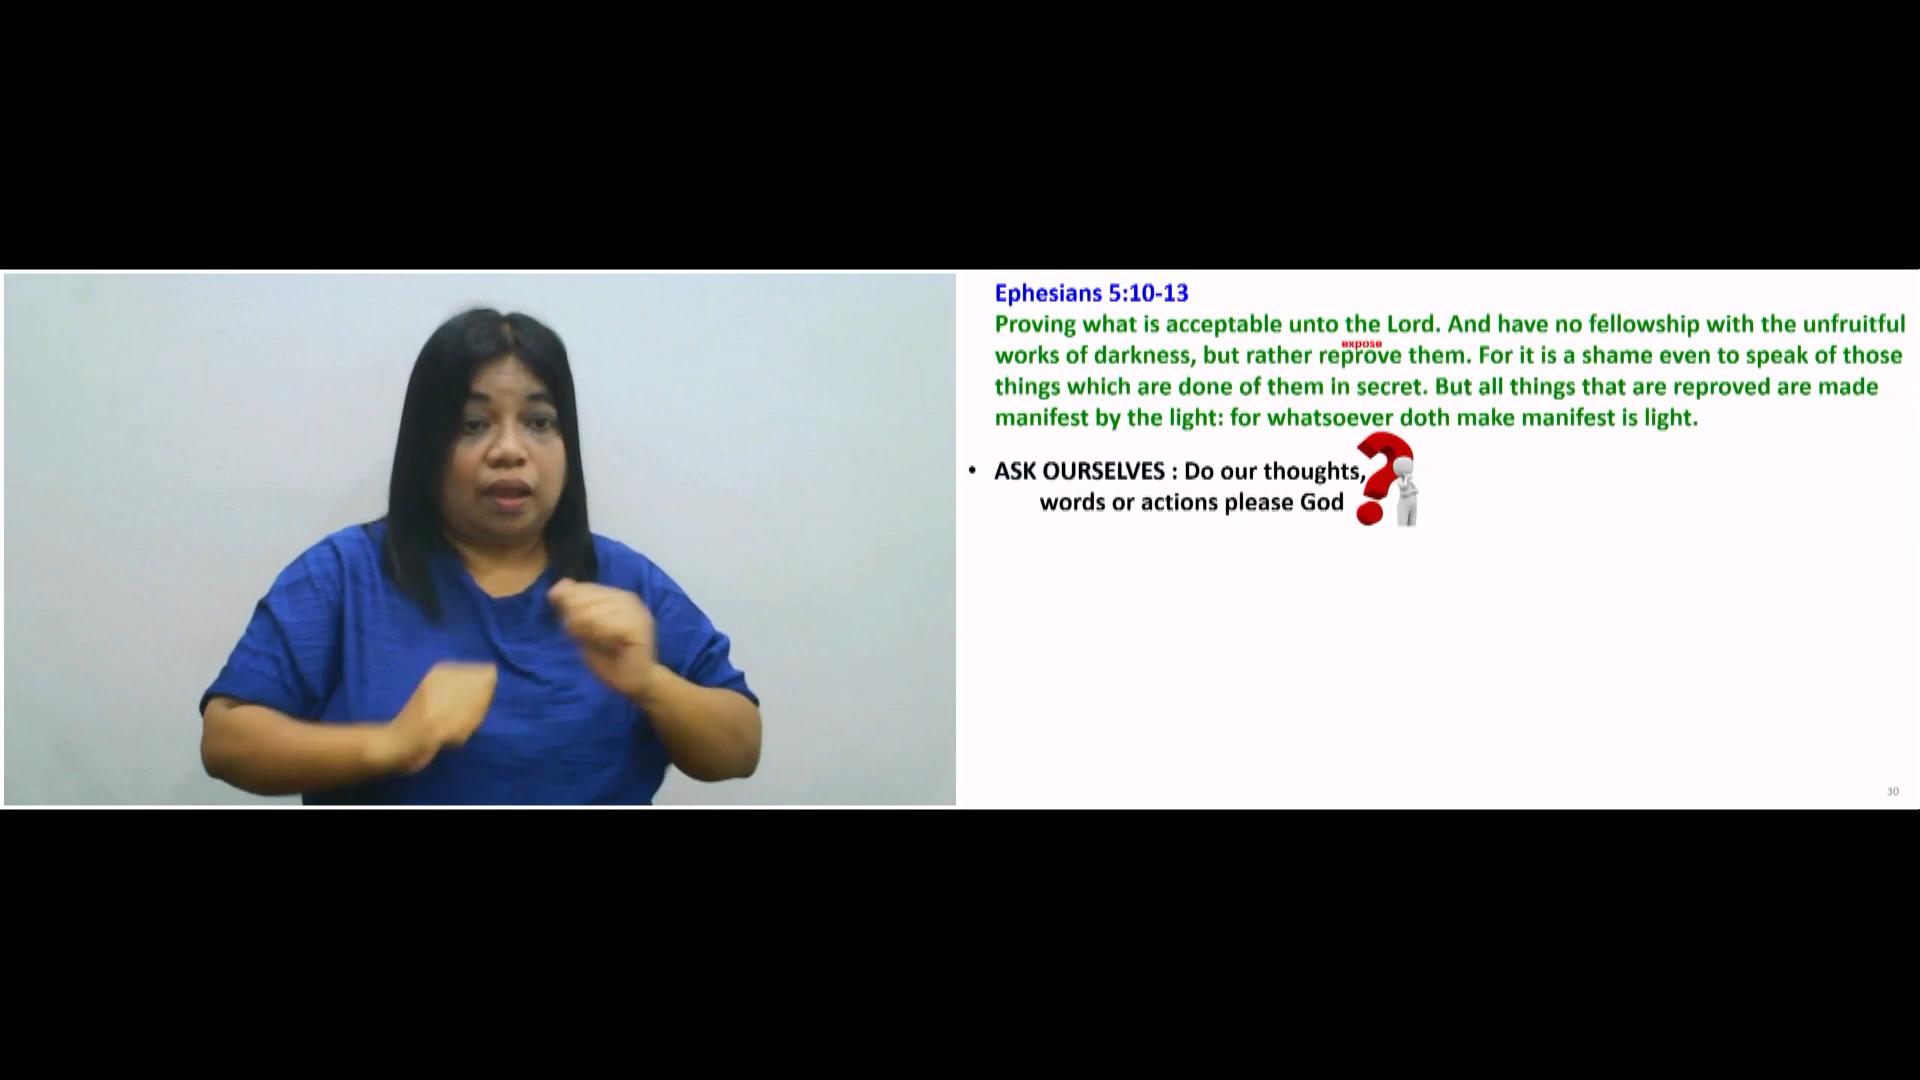 Ephesians 5:10-13
Proving what is acceptable unto the Lord. And have no fellowship with the unfruitful
expose
works of darkness, but rather reprove them. For it is a shame even to speak of those
things which are done of them in secret. But all things that are reproved are made
manifest by the light: for whatsoever doth make manifest is light.
• ASK OURSELVES : Do our thoughts,
words or actions please God ?
30